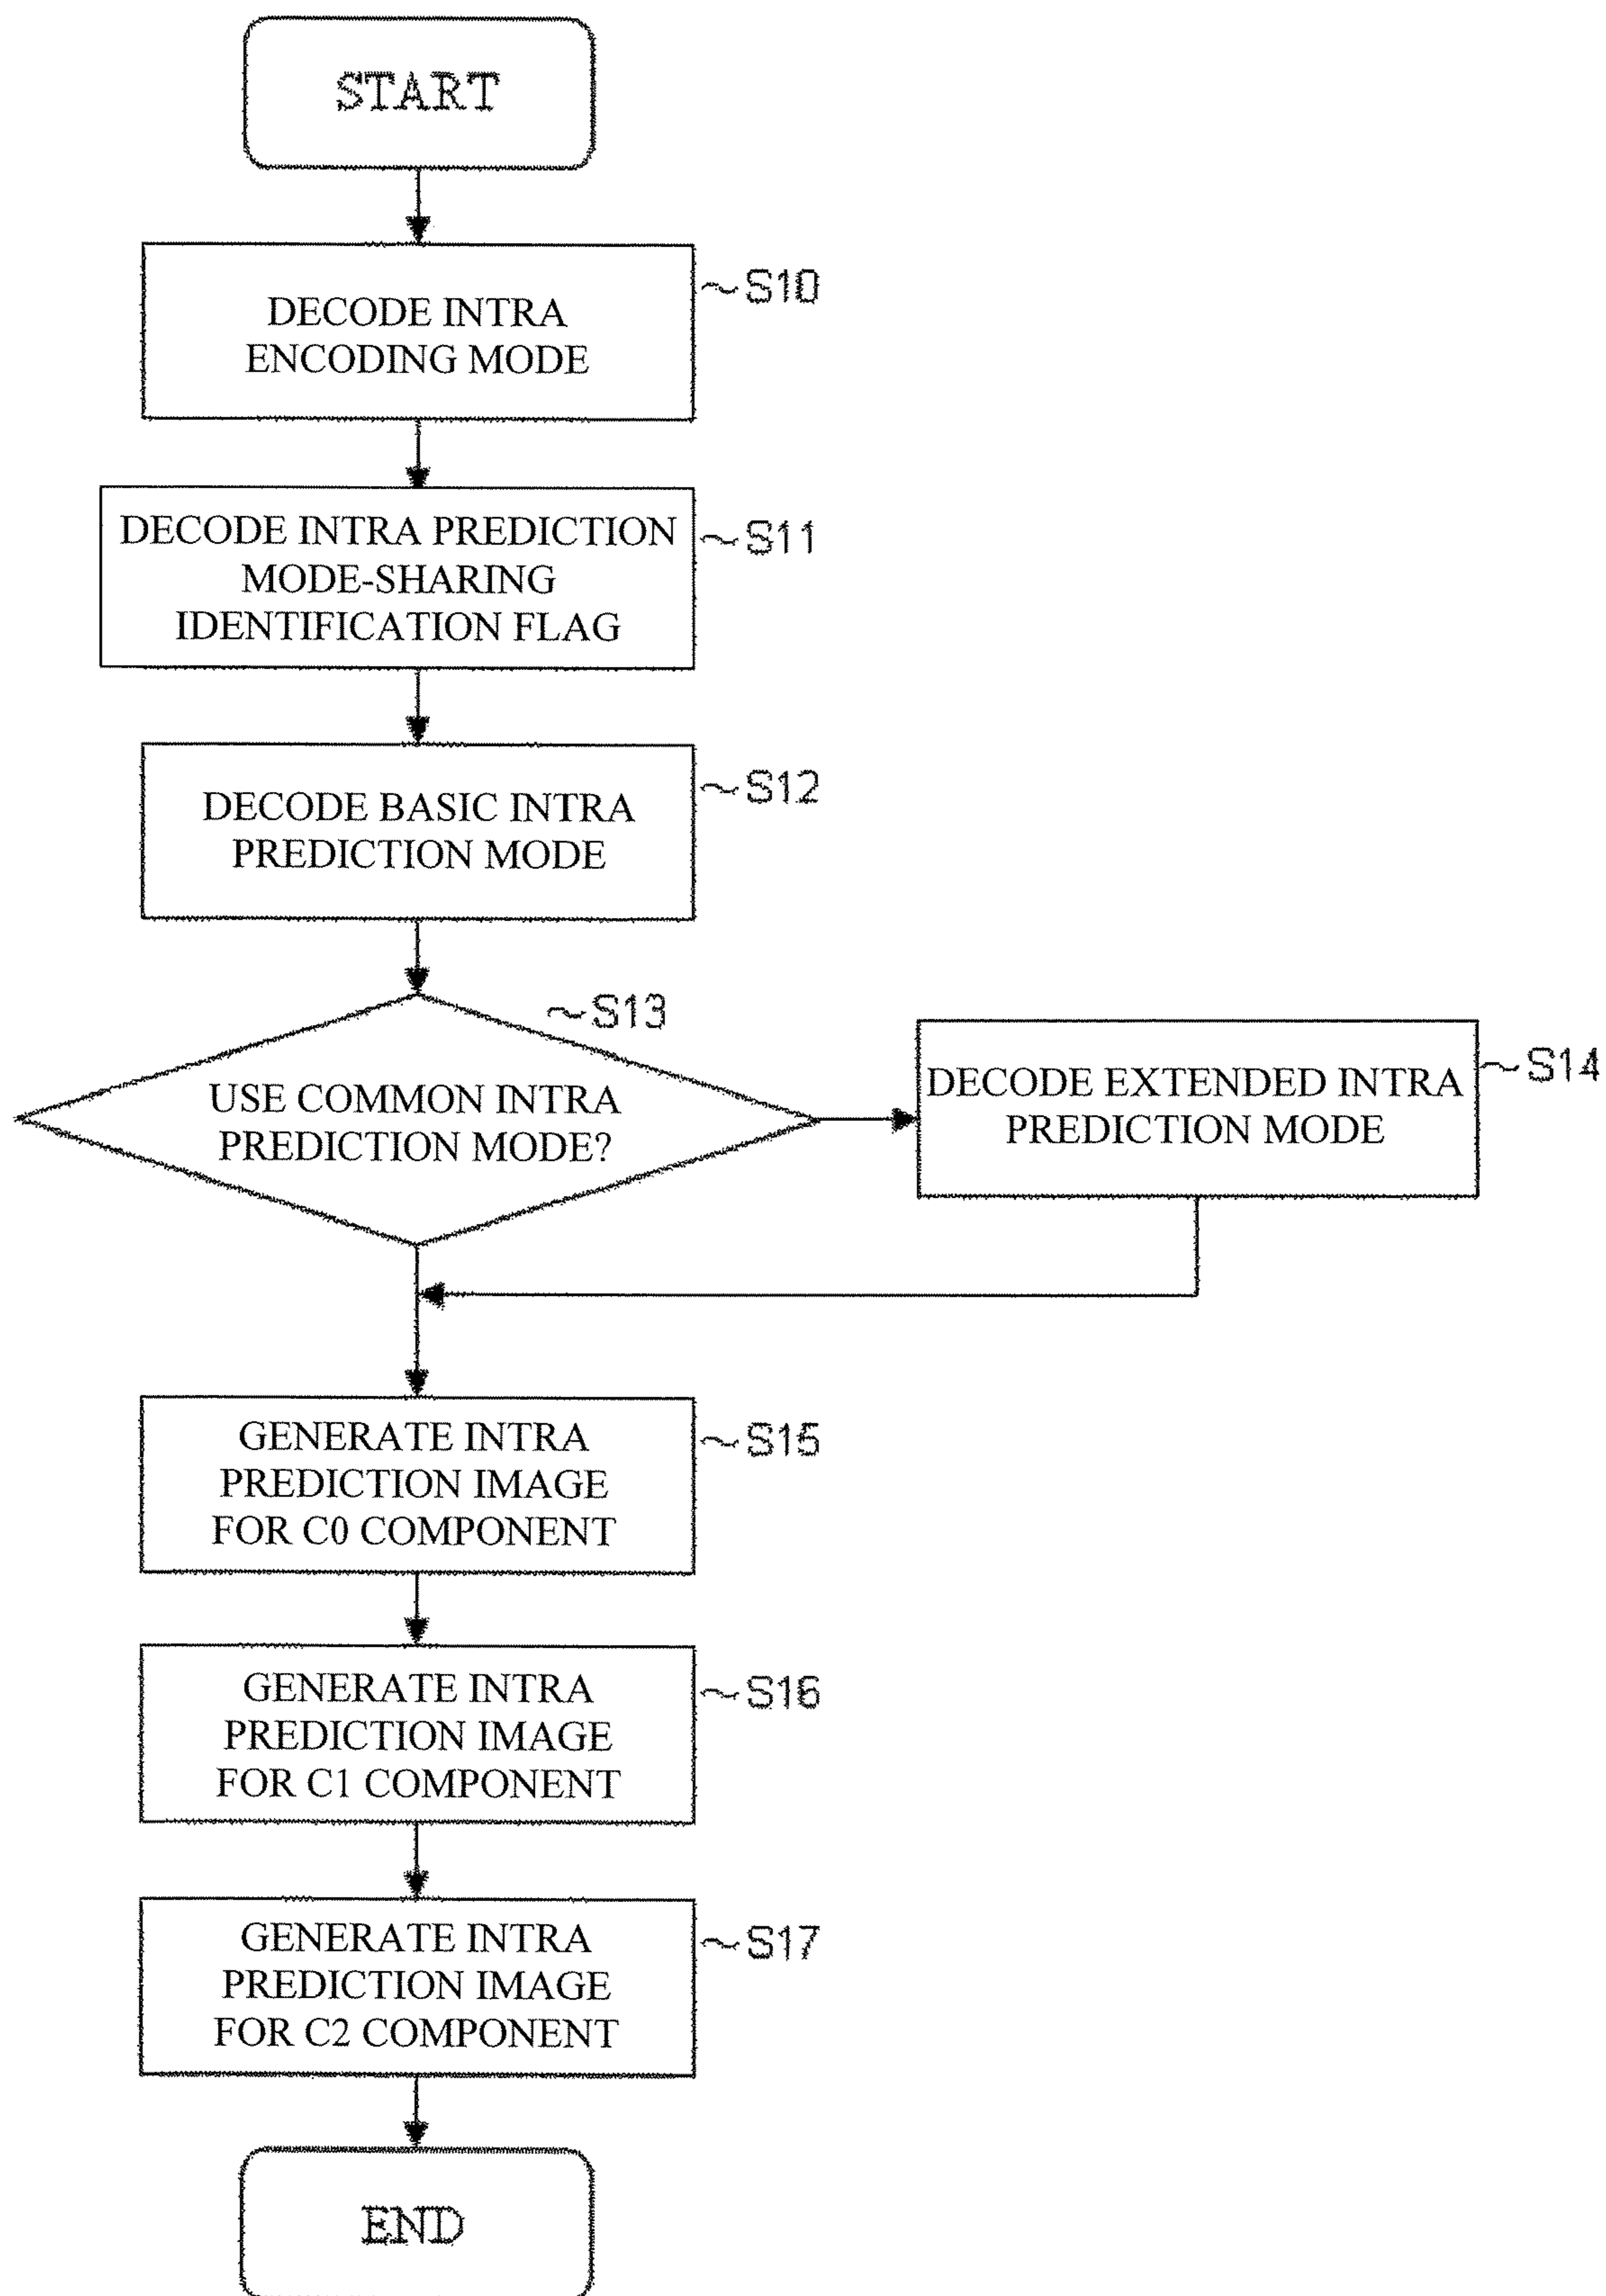 START
DECODE INTRA
ENCODING MODE
~S10
DECODE INTRA PREDICTION
MODE-SHARING
IDENTIFICATION FLAG
~S11
DECODE BASIC INTRA
PREDICTION MODE
~S12
USE COMMON INTRA
PREDICTION MODE?
~S13
DECODE EXTENDED INTRA
PREDICTION MODE
~S14
GENERATE INTRA
PREDICTION IMAGE
FOR C0 COMPONENT
~S15
GENERATE INTRA
PREDICTION IMAGE
FOR C1 COMPONENT
~S16
GENERATE INTRA
PREDICTION IMAGE
FOR C2 COMPONENT
~S17
END